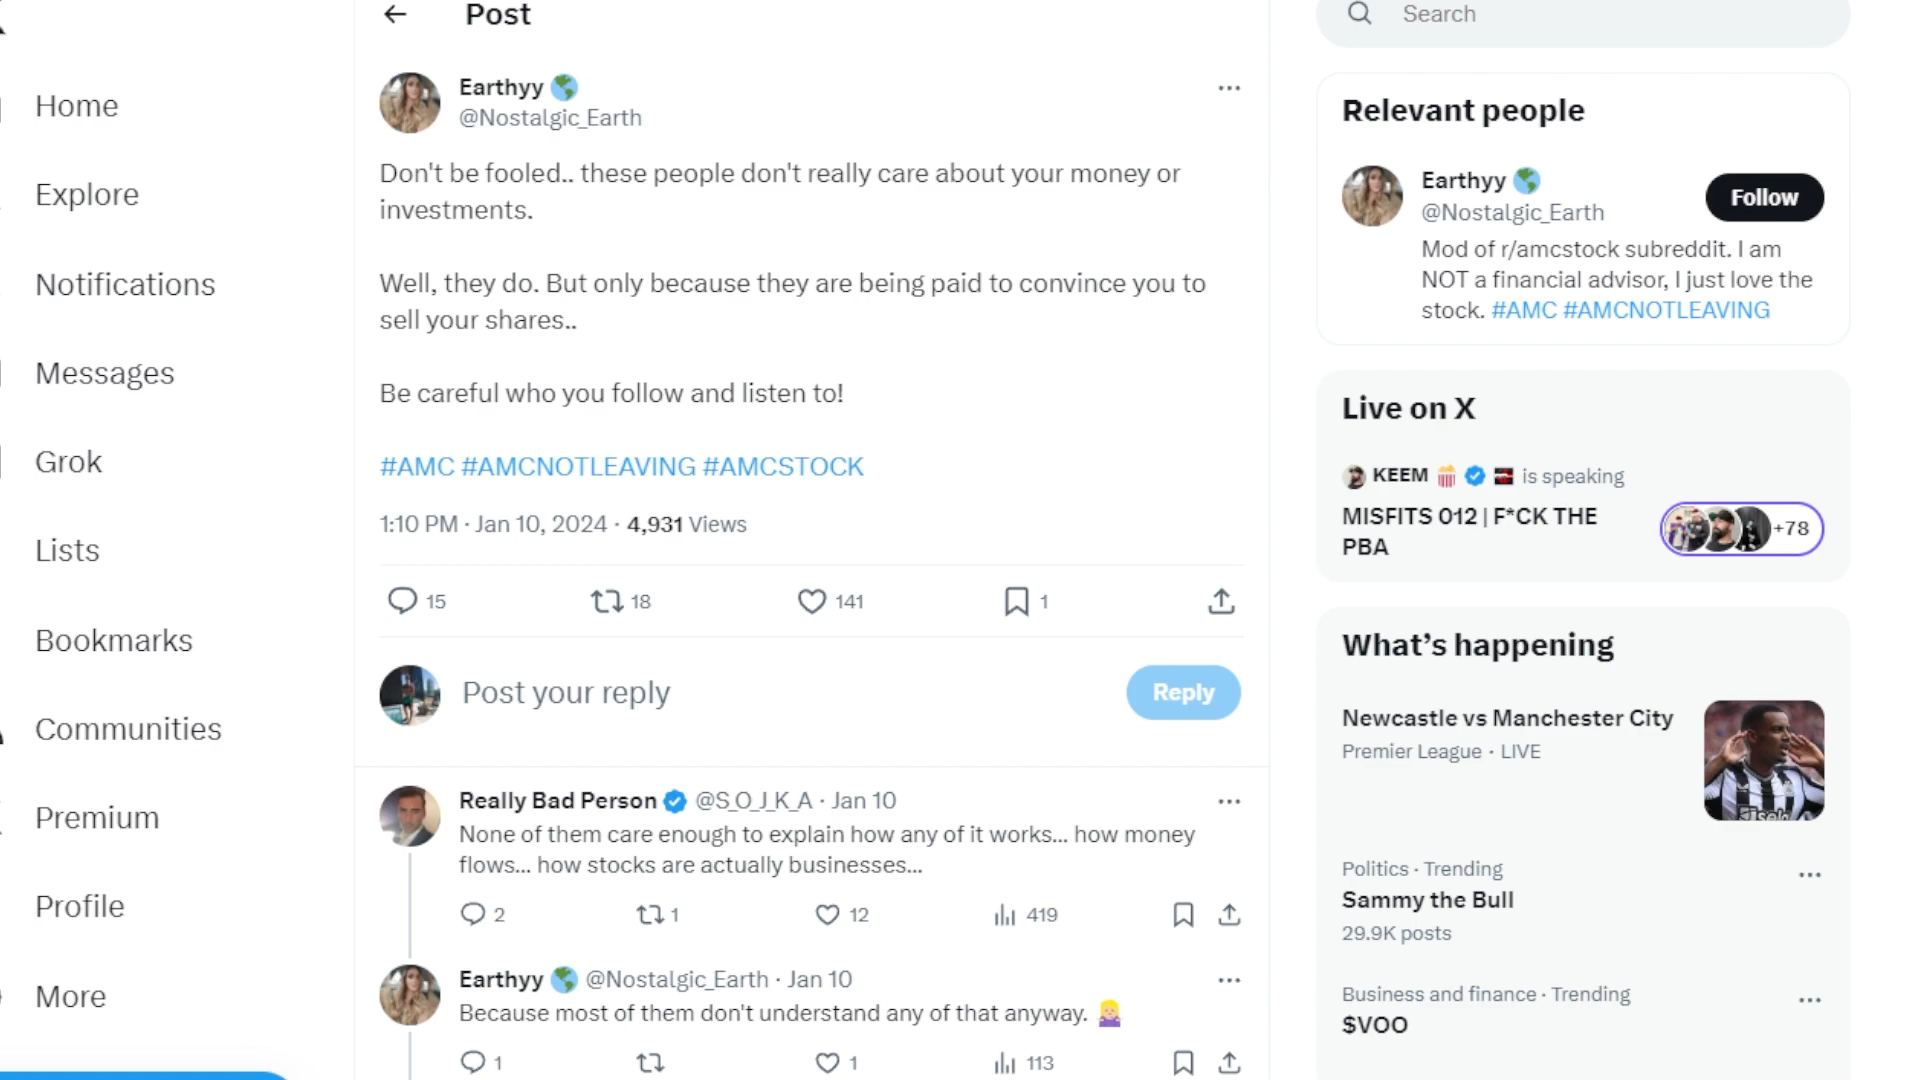 Post
Search
Home
Explore
Notifications
Messages
Grok
Lists
Bookmarks
Communities
Premium
Profile
More
Earthyy
@Nostalgic_Earth
Don't be fooled.. these people don't really care about your money or
investments.
Well, they do. But only because they are being paid to convince you to
sell your shares..
Be careful who you follow and listen to!
#AMC #AMCNOTLEAVING #AMCSTOCK
1:10 PM · Jan 10, 2024 · 4,931 Views
15 18 141 1
Post your reply
Reply
Really Bad Person @S_O_J_K_A · Jan 10
None of them care enough to explain how any of it works... how money
flows... how stocks are actually businesses...
2 1 12 419
Earthyy @Nostalgic_Earth · Jan 10
Because most of them don't understand any of that anyway.
1 1 113
Relevant people
Earthyy
@Nostalgic_Earth
Follow
Mod of r/amcstock subreddit. I am
NOT a financial advisor, I just love the
stock. #AMC #AMCNOTLEAVING
Live on X
KEEM is speaking
MISFITS 012 | F*CK THE
PBA
+78
What's happening
Newcastle vs Manchester City
Premier League · LIVE
Politics · Trending
Sammy the Bull
29.9K posts
Business and finance · Trending
$VOO